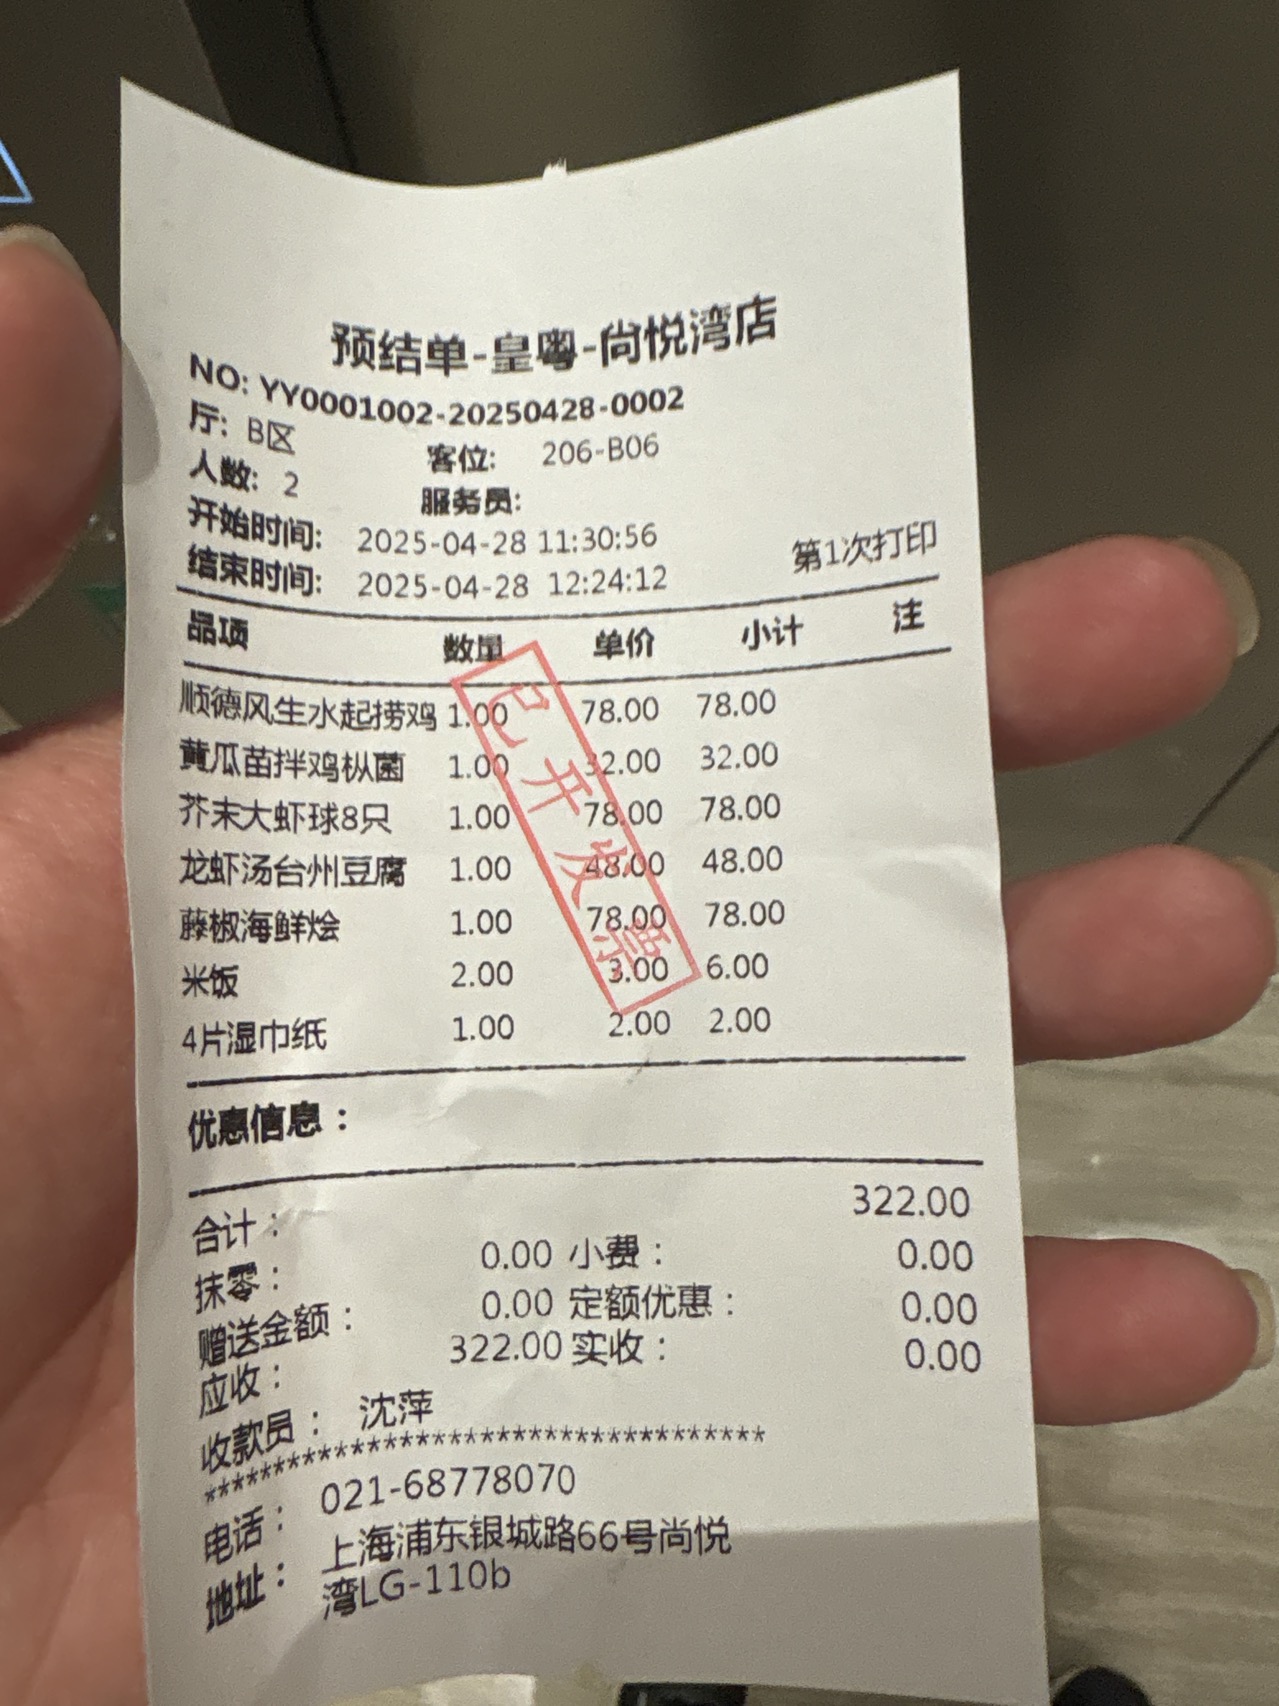 预结单-皇粤-尚悦湾店
NO: YY0001002-20250428-0002
厅: B区 客位: 206-B06
人数: 2 服务员:
开始时间: 2025-04-28 11:30:56
结束时间: 2025-04-28 12:24:12 第1次打印
品项 数量 单价 小计 注
顺德风生水起捞鸡 1.00 78.00 78.00
黄瓜苗拌鸡枞菌 1.00 32.00 32.00
芥末大虾球8只 1.00 78.00 78.00
龙虾汤台州豆腐 1.00 48.00 48.00
藤椒海鲜烩 1.00 78.00 78.00
米饭 2.00 3.00 6.00
4片湿巾纸 1.00 2.00 2.00
已开发票
优惠信息：
合计： 322.00
抹零： 0.00 小费： 0.00
赠送金额： 0.00 定额优惠： 0.00
应收： 322.00 实收： 0.00
收款员： 沈萍
***********************************
电话： 021-68778070
地址： 上海浦东银城路66号尚悦
湾LG-110b